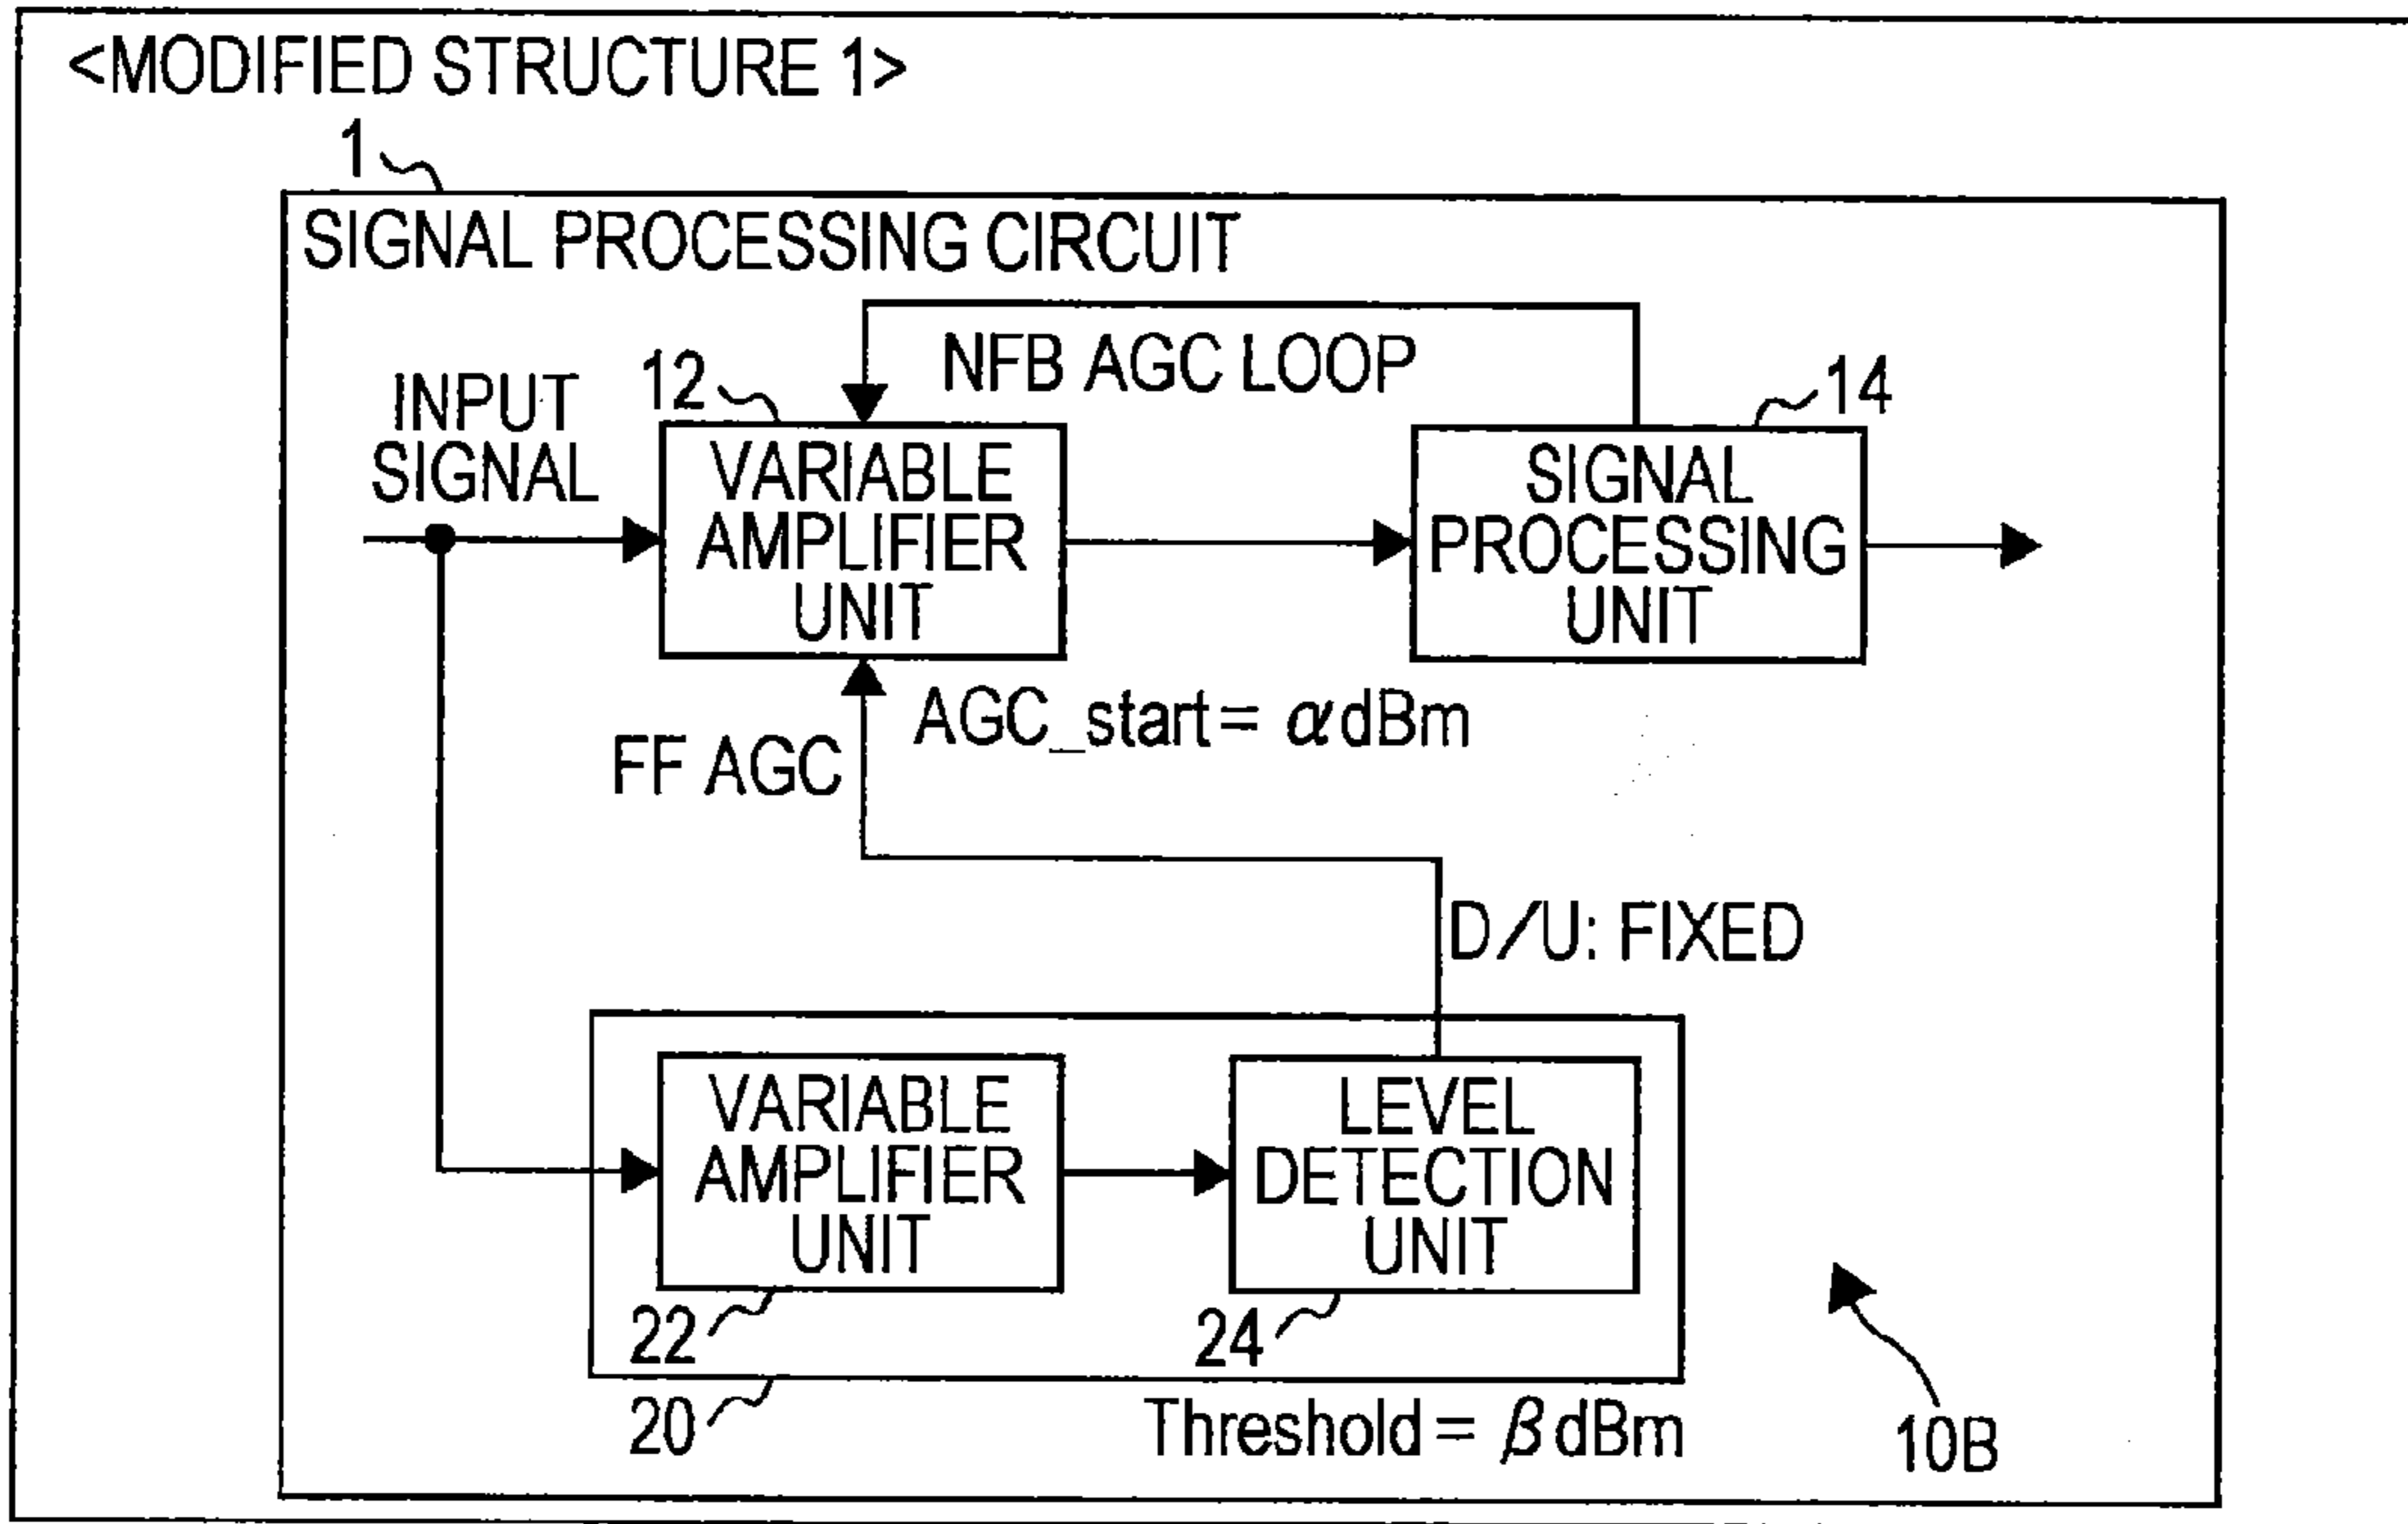 <MODIFIED STRUCTURE 1>
1
SIGNAL PROCESSING CIRCUIT
NFB AGC LOOP
INPUT
SIGNAL
12
VARIABLE
AMPLIFIER
UNIT
14
SIGNAL
PROCESSING
UNIT
FF AGC
AGC_start= αdBm
D/U: FIXED
VARIABLE
AMPLIFIER
UNIT
LEVEL
DETECTION
UNIT
22
24
20
Threshold = βdBm
10B